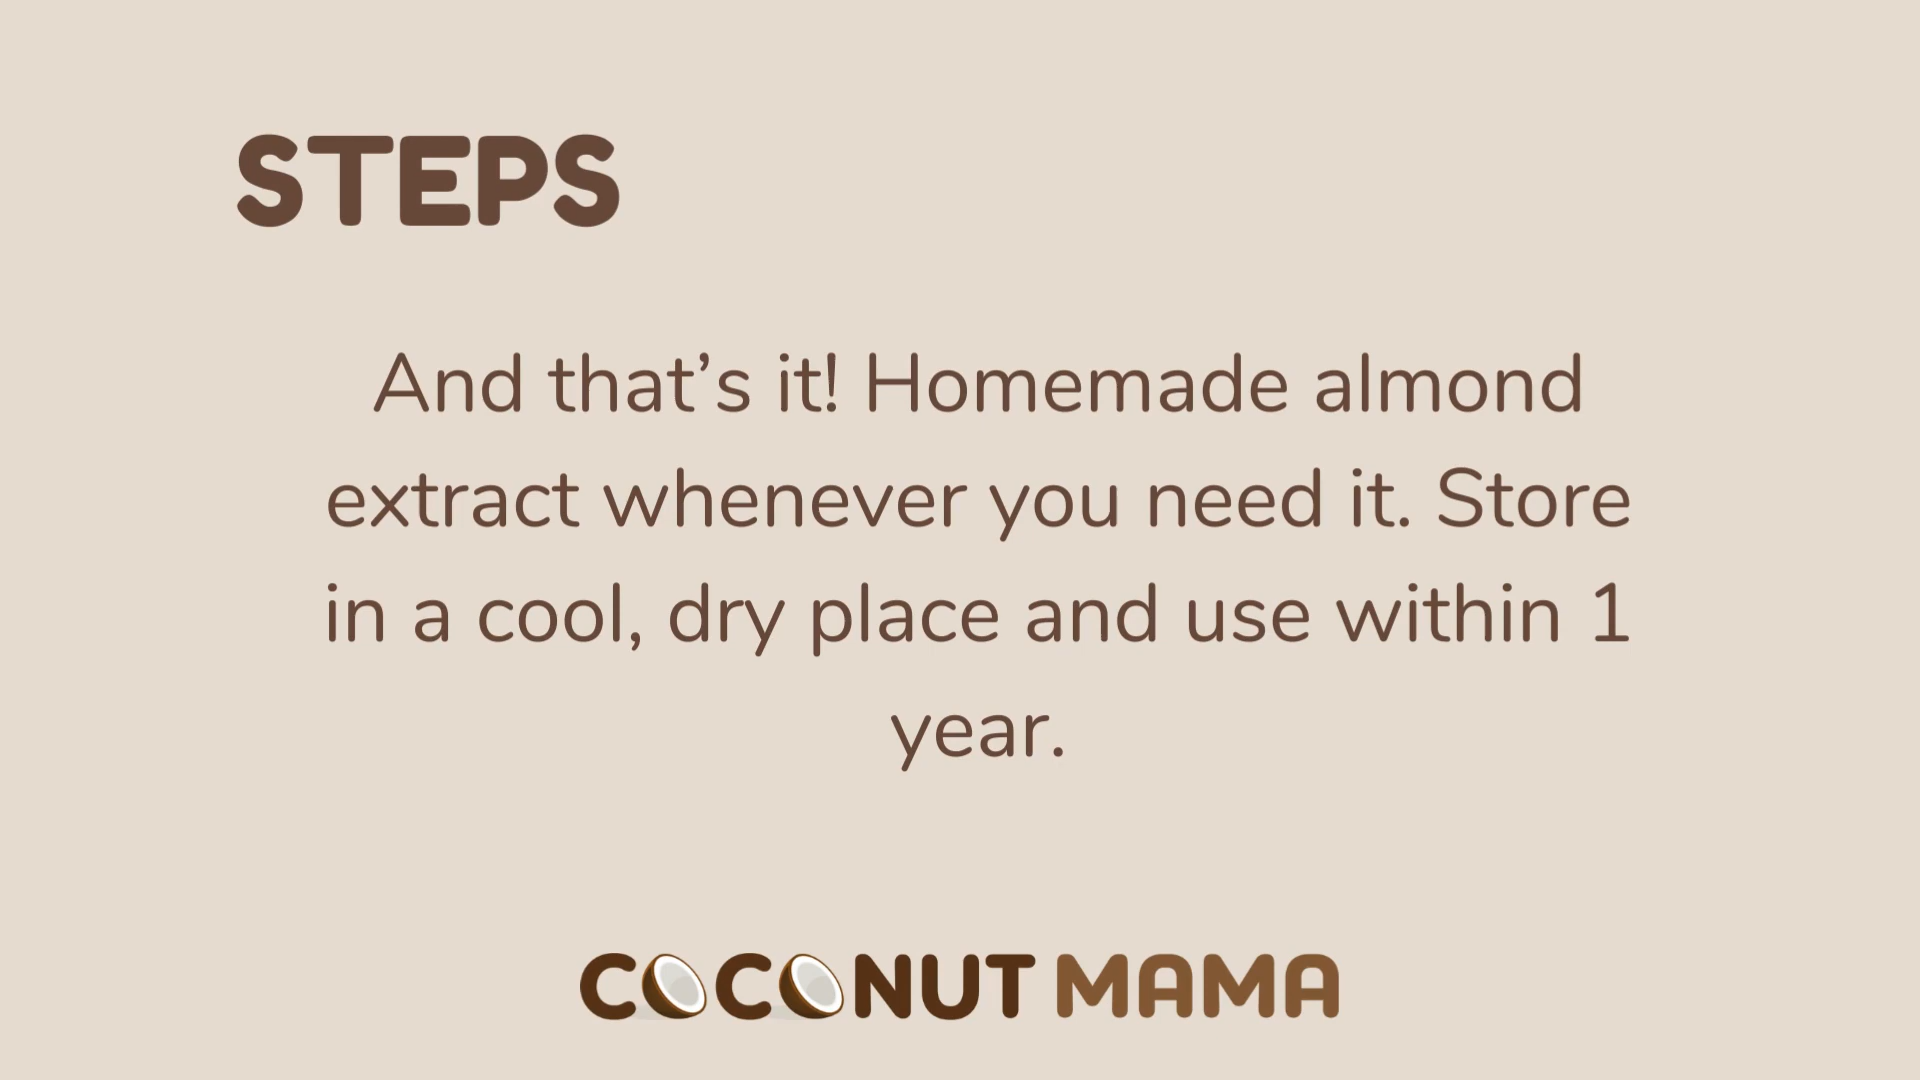 STEPS
And that’s it! Homemade almond
extract whenever you need it. Store
in a cool, dry place and use within 1
year.
COCONUT MAMA